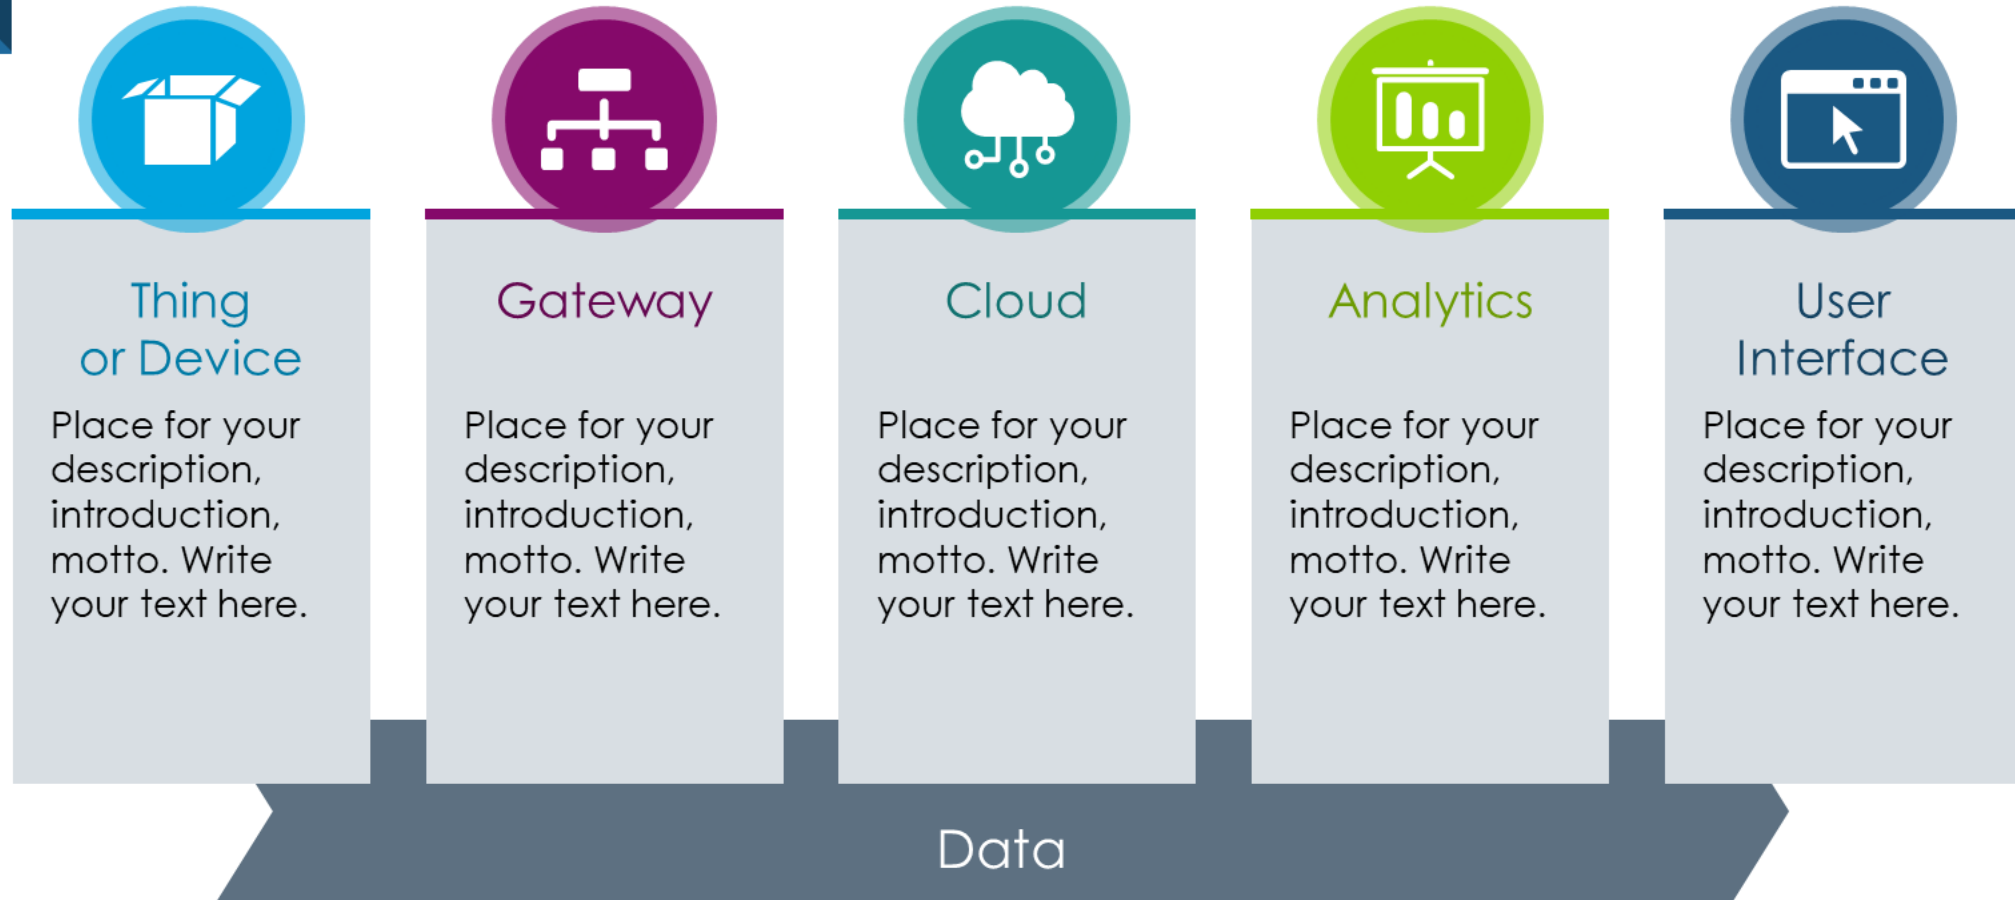 Thing
or Device
Place for your
description,
introduction,
motto. Write
your text here.
Gateway
Place for your
description,
introduction,
motto. Write
your text here.
Cloud
Place for your
description,
introduction,
motto. Write
your text here.
Analytics
Place for your
description,
introduction,
motto. Write
your text here.
User
Interface
Place for your
description,
introduction,
motto. Write
your text here.
Data